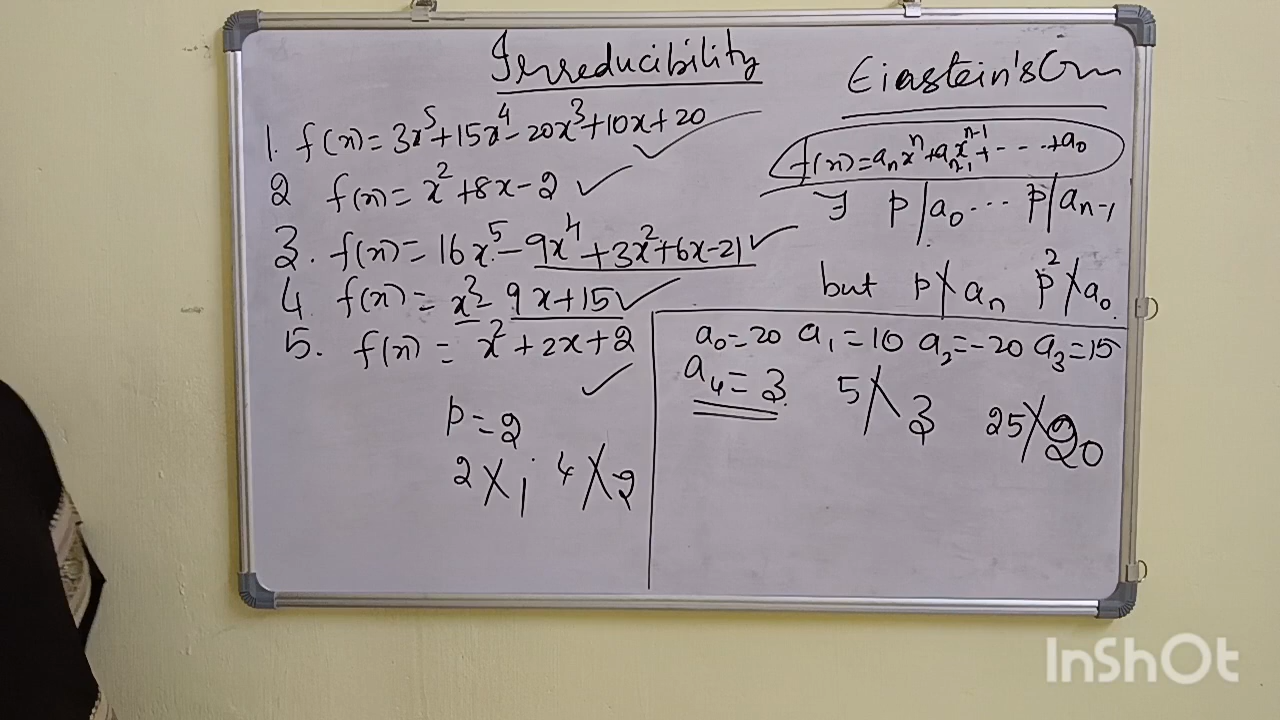 Irreducibility
1. f(x) = 3x⁵+15x⁴-20x³+10x+20 ✓
2 f(x) = x²+8x-2 ✓
3. f(x) = 16x⁵-9x⁴+3x²+6x-21 ✓
4 f(x) = x²-9x+15 ✓
5. f(x) = x²+2x+2 ✓
p=2
2∤1 4∤2
f(x)=aₙxⁿ+aₙ₋₁xⁿ⁻¹+----+a₀
∃ p|a₀ ... p|aₙ₋₁
but p∤aₙ p²∤a₀.
a₀=20 a₁=10 a₂=-20 a₃=15
a₄=3. 5∤3 25∤20
InShOt